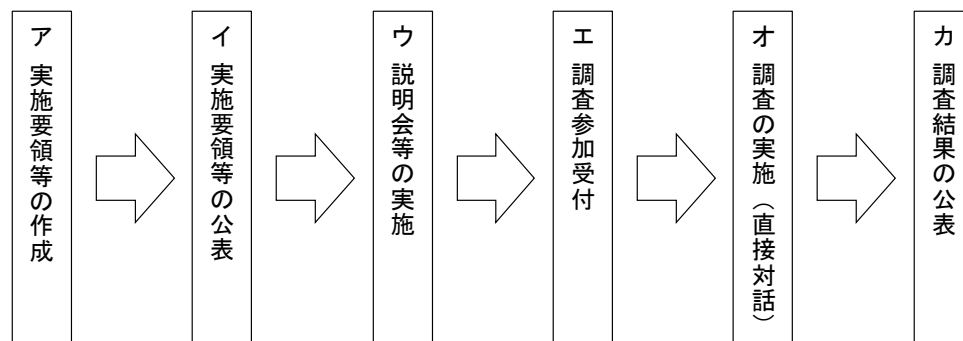 ア 実施要領等の作成
イ 実施要領等の公表
ウ 説明会等の実施
エ 調査参加受付
オ 調査の実施（直接対話）
カ 調査結果の公表